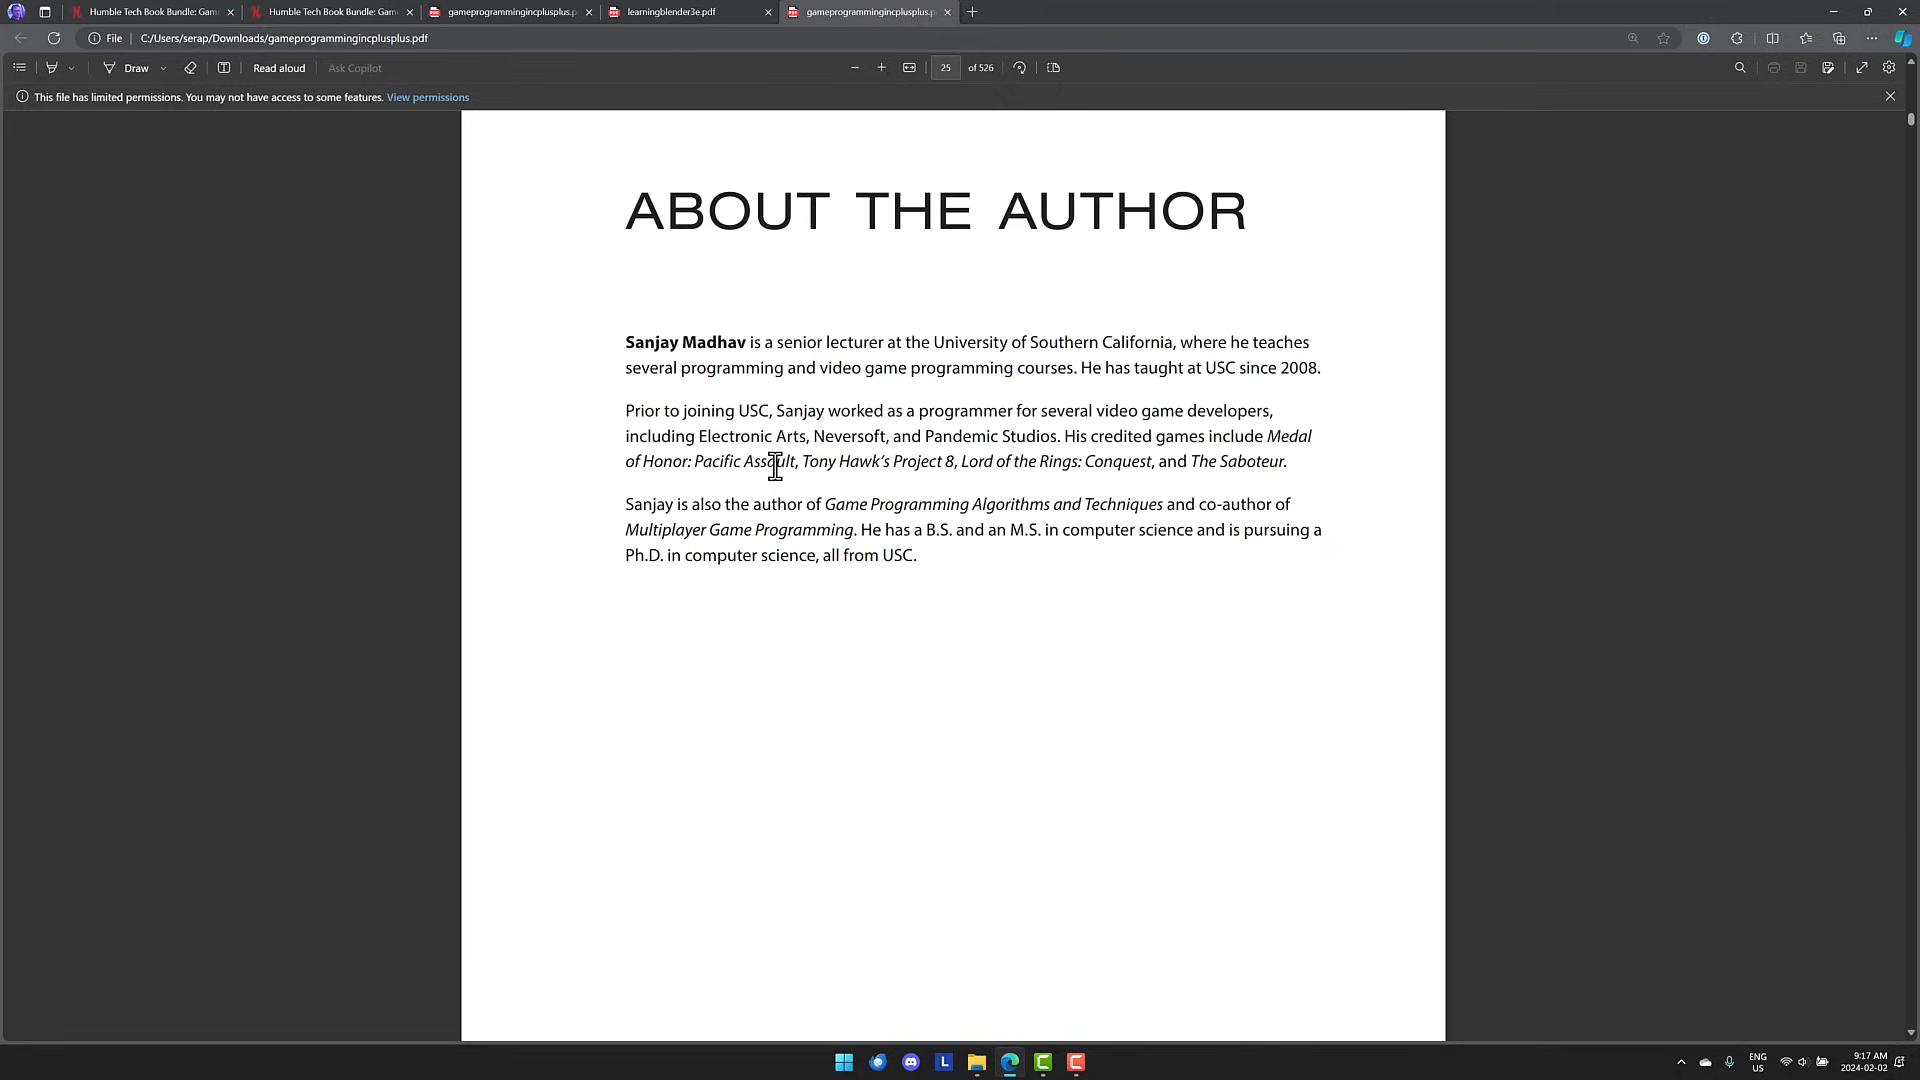 Humble Tech Book Bundle: Gam
Humble Tech Book Bundle: Gam
gameprogrammingincplusplus.p
learningblender3e.pdf
gameprogrammingincplusplus.p
File
C:/Users/serap/Downloads/gameprogrammingincplusplus.pdf
Draw
Read aloud
Ask Copilot
25
of 526
This file has limited permissions. You may not have access to some features. View permissions
ABOUT THE AUTHOR
Sanjay Madhav is a senior lecturer at the University of Southern California, where he teaches
several programming and video game programming courses. He has taught at USC since 2008.
Prior to joining USC, Sanjay worked as a programmer for several video game developers,
including Electronic Arts, Neversoft, and Pandemic Studios. His credited games include Medal
of Honor: Pacific Assault, Tony Hawk’s Project 8, Lord of the Rings: Conquest, and The Saboteur.
Sanjay is also the author of Game Programming Algorithms and Techniques and co-author of
Multiplayer Game Programming. He has a B.S. and an M.S. in computer science and is pursuing a
Ph.D. in computer science, all from USC.
L
ENG
US
9:17 AM
2024-02-02